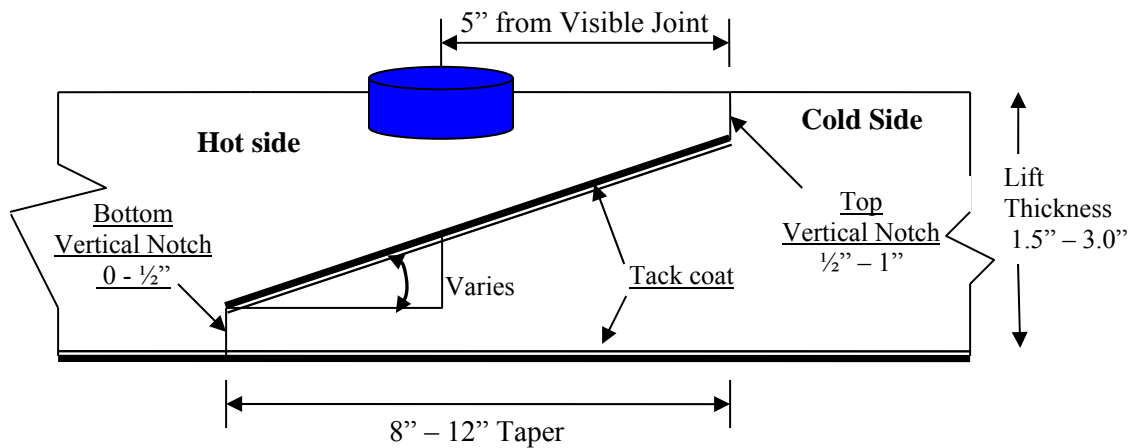 5” from Visible Joint
Hot side
Cold Side
Bottom
Vertical Notch
0 - ½”
Varies
Tack coat
Top
Vertical Notch
½” – 1”
Lift
Thickness
1.5” – 3.0”
8” – 12” Taper